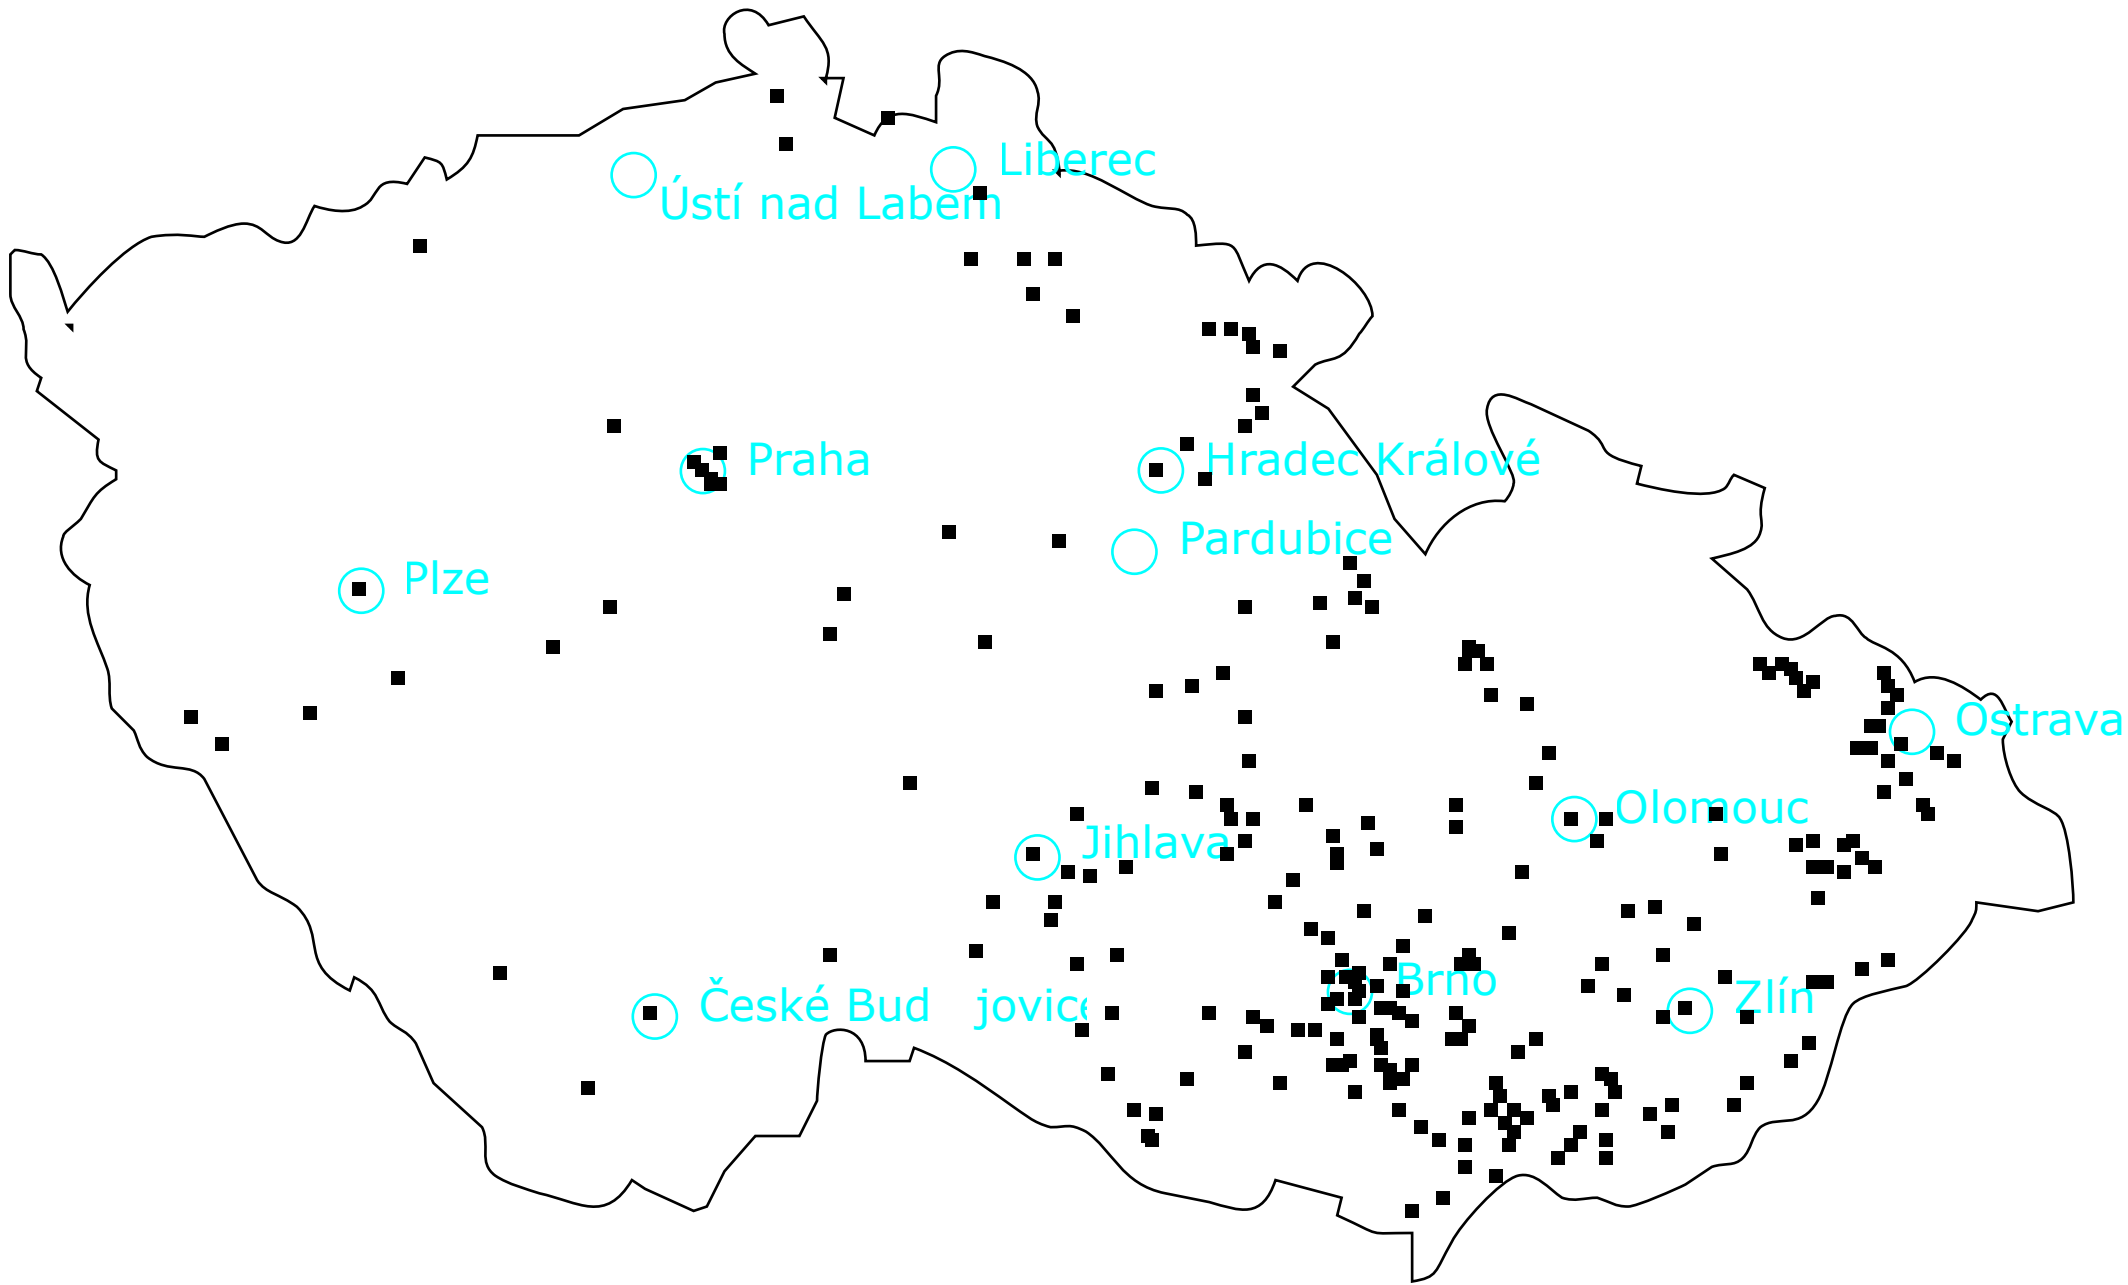 Liberec
Ústí nad Labem
Praha
Hradec Králové
Pardubice
Plze
Ostrava
Olomouc
Jihlava
Brno
Zlín
České Bud jovice